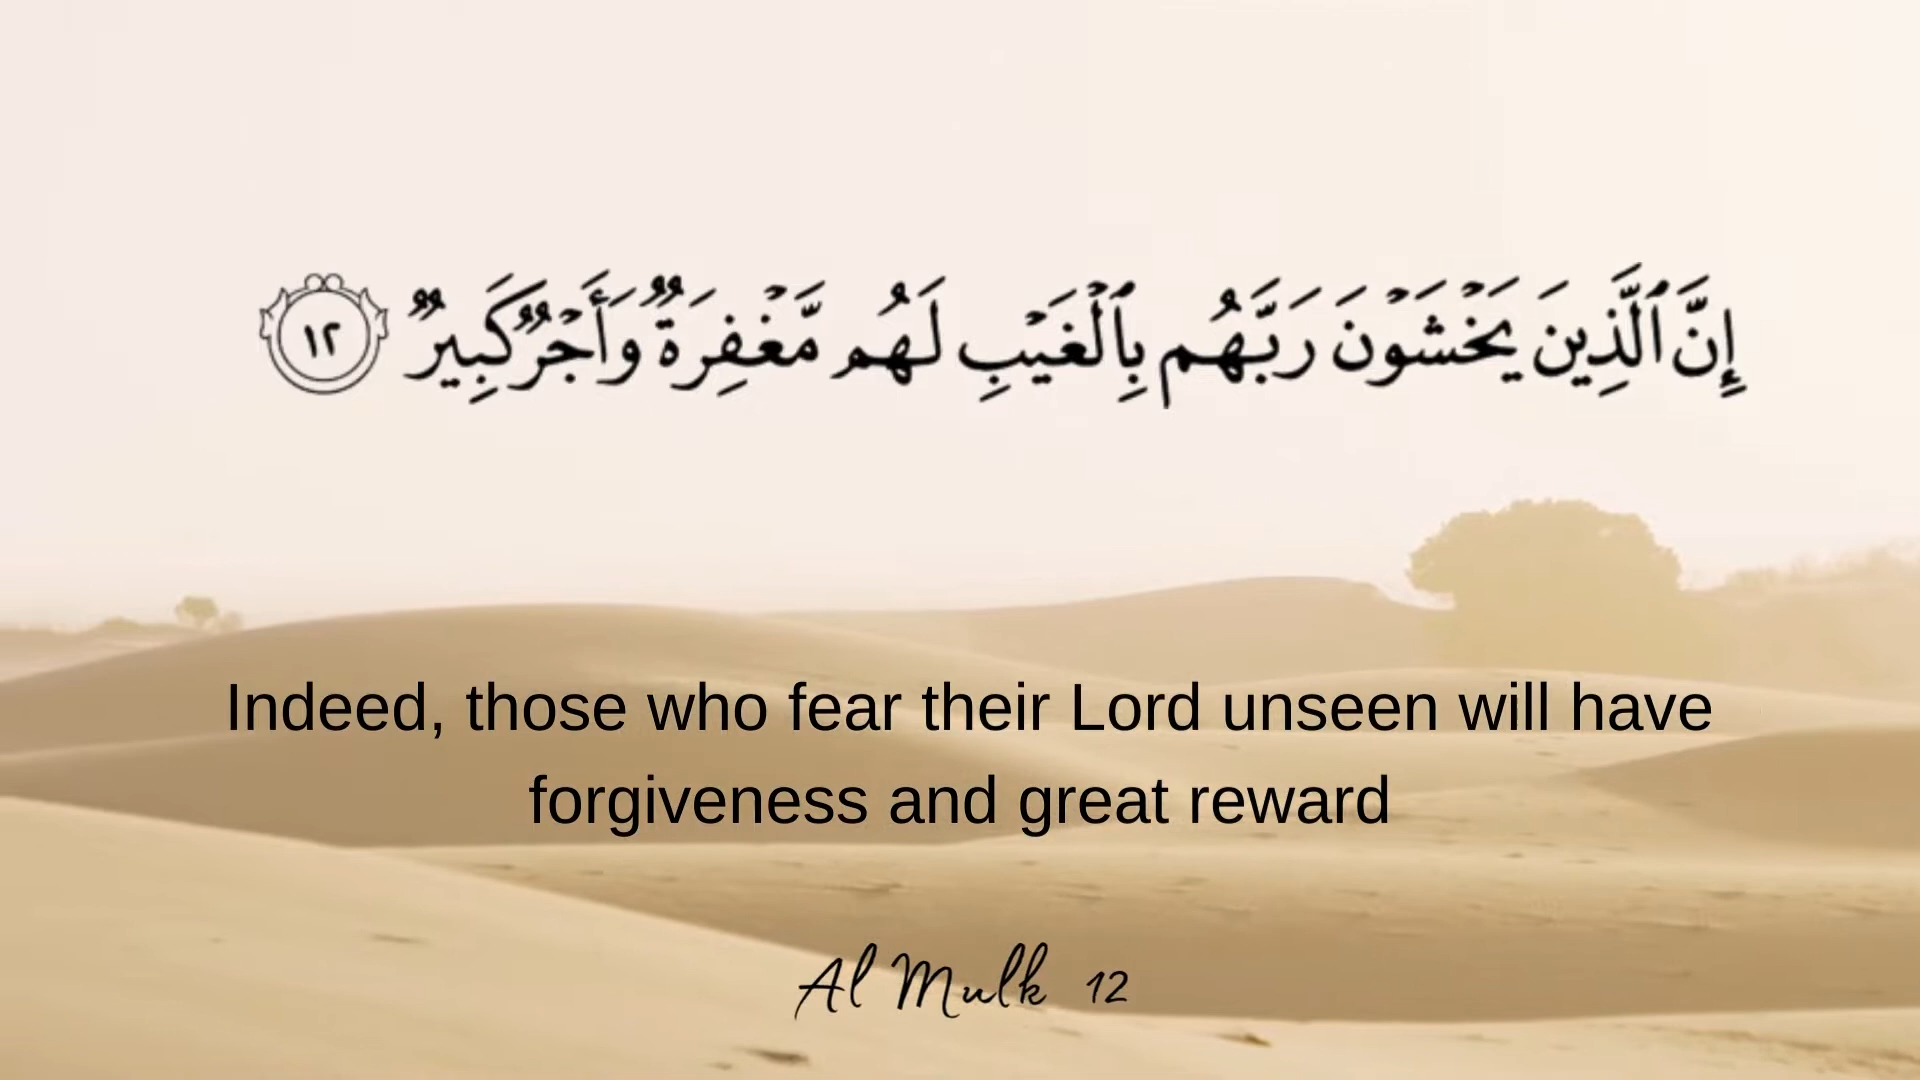 إِنَّ ٱلَّذِينَ يَخْشَوْنَ رَبَّهُم بِٱلْغَيْبِ لَهُم مَّغْفِرَةٌ وَأَجْرٌ كَبِيرٌ ١٢
Indeed, those who fear their Lord unseen will have
forgiveness and great reward
Al Mulk 12